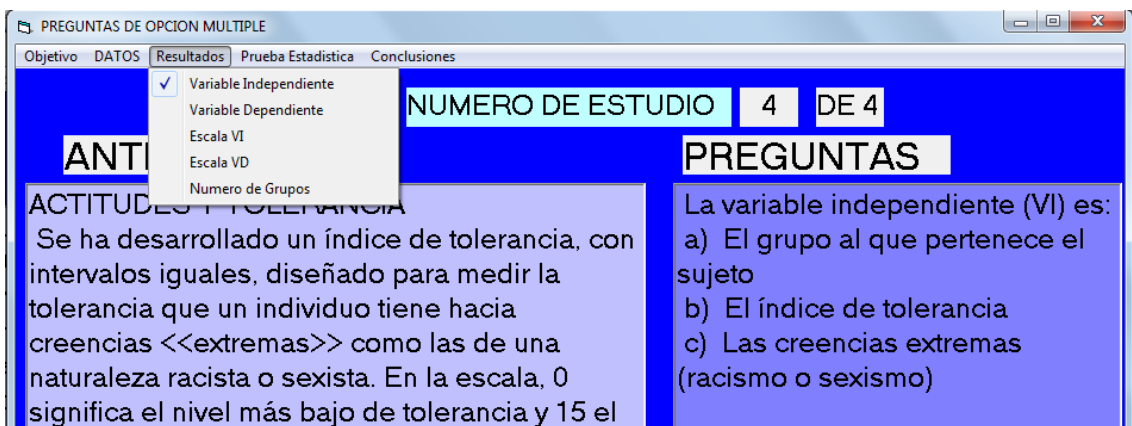 PREGUNTAS DE OPCION MULTIPLE
Objetivo DATOS Resultados Prueba Estadistica Conclusiones
Variable Independiente
Variable Dependiente
Escala VI
Escala VD
Numero de Grupos
NUMERO DE ESTUDIO 4 DE 4
PREGUNTAS
ACTITUDES Y TOLERANCIA
Se ha desarrollado un índice de tolerancia, con
intervalos iguales, diseñado para medir la
tolerancia que un individuo tiene hacia
creencias <<extremas>> como las de una
naturaleza racista o sexista. En la escala, 0
significa el nivel más bajo de tolerancia y 15 el
La variable independiente (VI) es:
a) El grupo al que pertenece el
sujeto
b) El índice de tolerancia
c) Las creencias extremas
(racismo o sexismo)